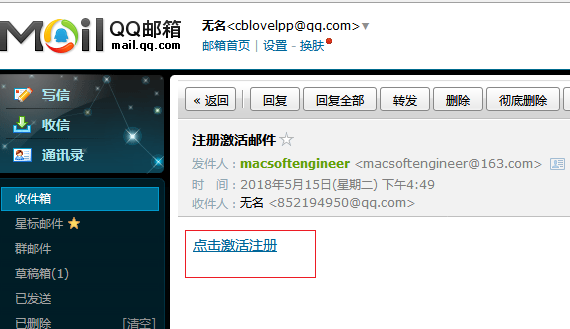 Mail QQ邮箱
mail.qq.com
无名<cblovelpp@qq.com>
邮箱首页 | 设置 - 换肤
写信
收信
通讯录
收件箱
星标邮件
群邮件
草稿箱(1)
已发送
已删除 [清空]
« 返回 回复 回复全部 转发 删除 彻底删除
注册激活邮件
发件人：macsoftengineer <macsoftengineer@163.com>
时 间：2018年5月15日(星期二) 下午4:49
收件人：无名 <852194950@qq.com>
点击激活注册